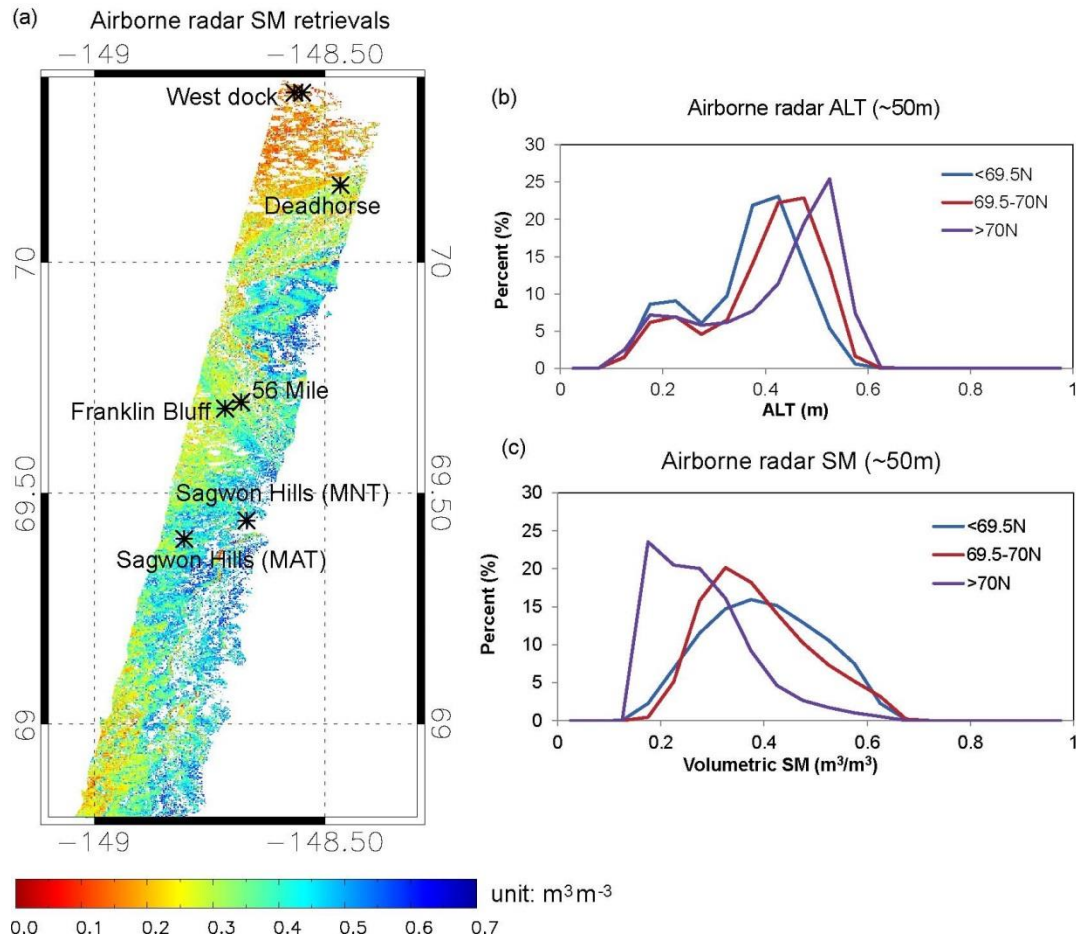 (a)
Airborne radar SM retrievals
−149 −148.50
West dock
Deadhorse
70 70
56 Mile
Franklin Bluff
69.50 69.50
Sagwon Hills (MNT)
Sagwon Hills (MAT)
69 69
−149 −148.50
unit: m³m⁻³
0.0 0.1 0.2 0.3 0.4 0.5 0.6 0.7
(b)
Airborne radar ALT (~50m)
Percent (%)
30
25
20
15
10
5
0
<69.5N
69.5-70N
>70N
0 0.2 0.4 0.6 0.8 1
ALT (m)
(c)
Airborne radar SM (~50m)
Percent (%)
30
25
20
15
10
5
0
<69.5N
69.5-70N
>70N
0 0.2 0.4 0.6 0.8 1
Volumetric SM (m³/m³)